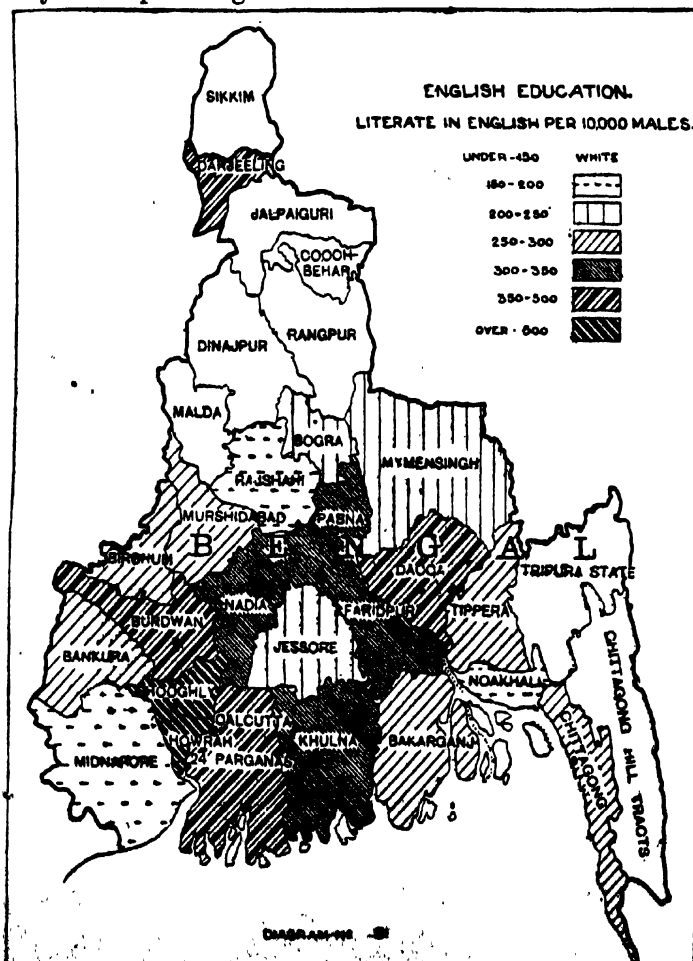 ENGLISH EDUCATION.
LITERATE IN ENGLISH PER 10,000 MALES.
UNDER -150 WHITE
150-200
200-250
250-300
300-350
350-500
OVER - 500
SIKKIM
DARJEELING
JALPAIGURI
COOCH-
BEHAR
DINAJPUR
RANGPUR
MALDA
BOGRA
RAJSHAHI
MYMENSINGH
MURSHIDABAD
PABNA
BENGAL
BIRBHUM
DACCA
TRIPURA STATE
BURDWAN
NADIA
FARIDPUR
TIPPERA
BANKURA
JESSORE
NOAKHALI
HOOGHLY
CALCUTTA
MIDNAPORE
HOWRAH
24 PARGANAS
KHULNA
BAKARGANJ
CHITTAGONG
CHITTAGONG HILL TRACTS